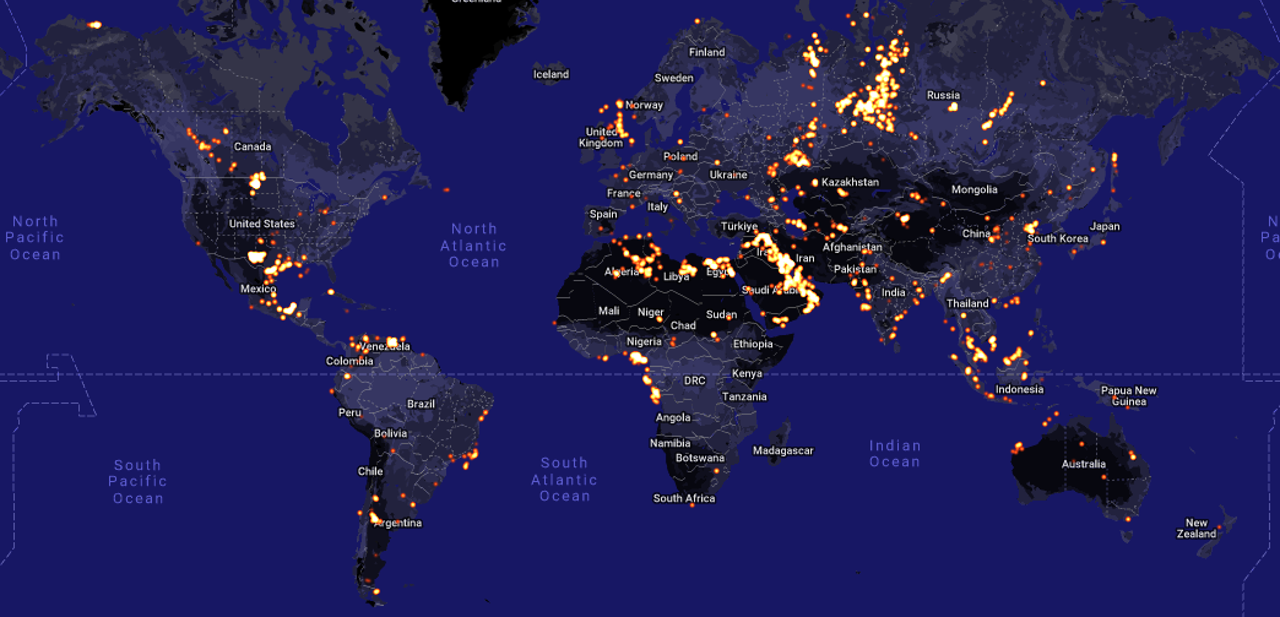 Greenland
Finland
Iceland
Sweden
Russia
Norway
United
Kingdom
Canada
Poland
Germany
Ukraine
Kazakhstan
Mongolia
France
Italy
Spain
United States
North
Pacific
Ocean
North
Atlantic
Ocean
Türkiye
China
Japan
South Korea
Afghanistan
Iran
Algeria
Libya
Egypt
Pakistan
Mexico
Saudi Arabia
India
Thailand
Mali
Niger
Sudan
Chad
Nigeria
Ethiopia
Venezuela
Colombia
Kenya
DRC
Indonesia
Papua New
Guinea
Tanzania
Brazil
Peru
Angola
Bolivia
Namibia
Botswana
Madagascar
Indian
Ocean
Chile
Australia
South
Pacific
Ocean
South
Atlantic
Ocean
South Africa
Argentina
New
Zealand
N
Pa
O